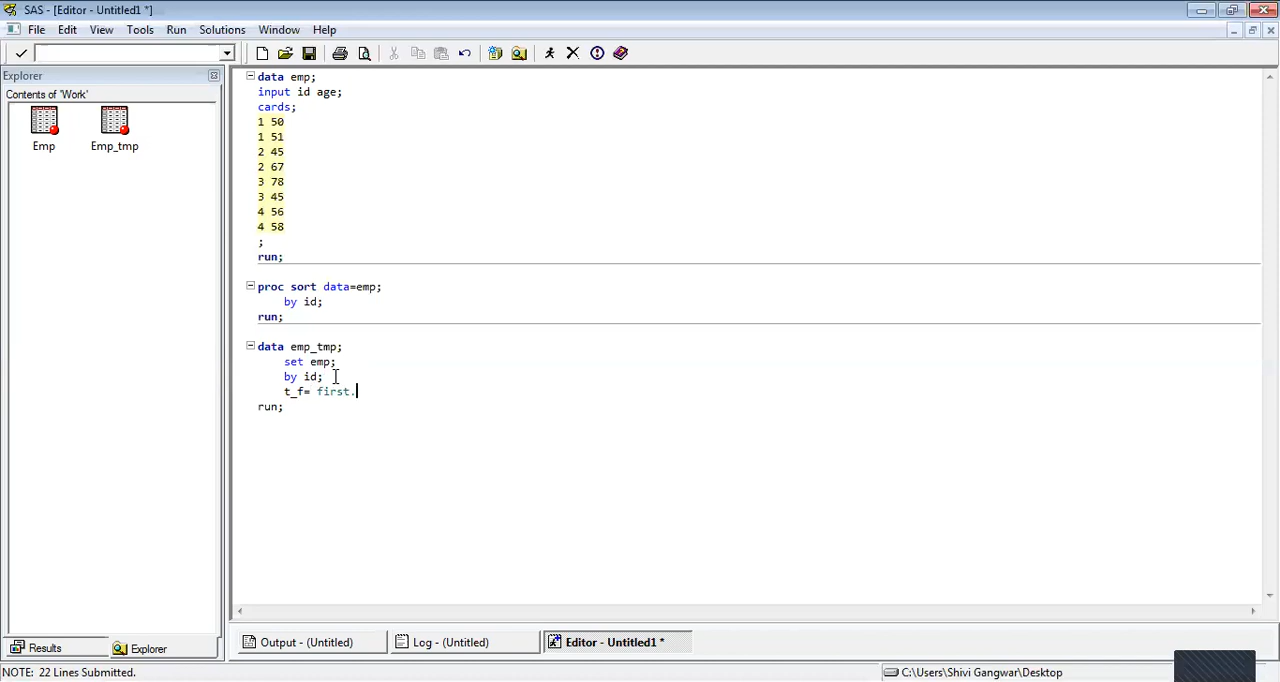 SAS - [Editor - Untitled1 *]
File Edit View Tools Run Solutions Window Help
Explorer
Contents of 'Work'
Emp Emp_tmp
data emp;
input id age;
cards;
1 50
1 51
2 45
2 67
3 78
3 45
4 56
4 58
;
run;
proc sort data=emp;
by id;
run;
data emp_tmp;
set emp;
by id;
t_f= first.
run;
Results Explorer
Output - (Untitled) Log - (Untitled) Editor - Untitled1 *
NOTE: 22 Lines Submitted. C:\Users\Shivi Gangwar\Desktop